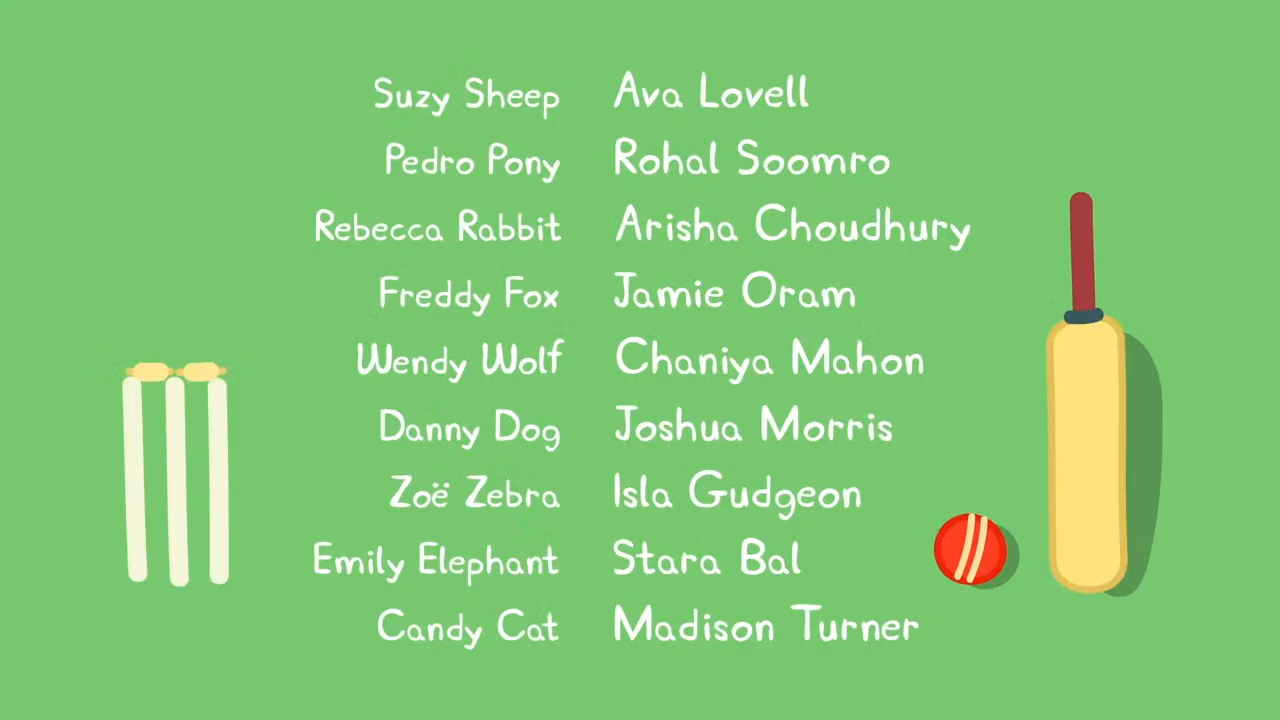 Suzy Sheep Ava Lovell
Pedro Pony Rohal Soomro
Rebecca Rabbit Arisha Choudhury
Freddy Fox Jamie Oram
Wendy Wolf Chaniya Mahon
Danny Dog Joshua Morris
Zoë Zebra Isla Gudgeon
Emily Elephant Stara Bal
Candy Cat Madison Turner